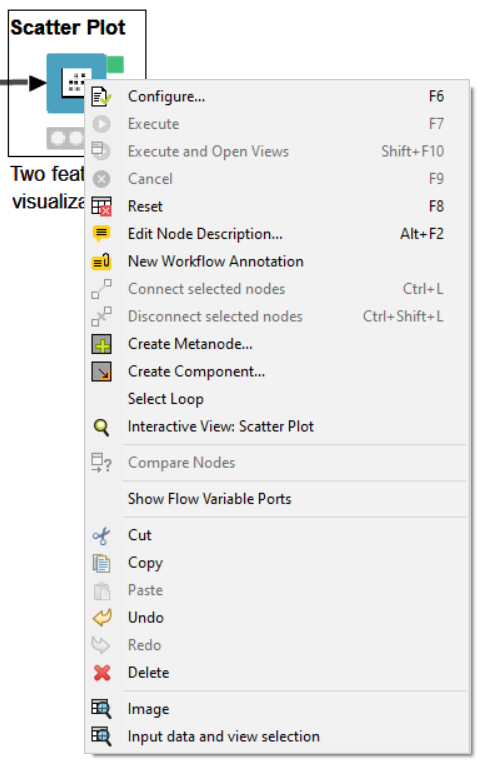 Scatter Plot
Configure... F6
Execute F7
Execute and Open Views Shift+F10
Two feat
Cancel F9
visualiza
Reset F8
Edit Node Description... Alt+F2
New Workflow Annotation
Connect selected nodes Ctrl+L
Disconnect selected nodes Ctrl+Shift+L
Create Metanode...
Create Component...
Select Loop
Interactive View: Scatter Plot
Compare Nodes
Show Flow Variable Ports
Cut
Copy
Paste
Undo
Redo
Delete
Image
Input data and view selection